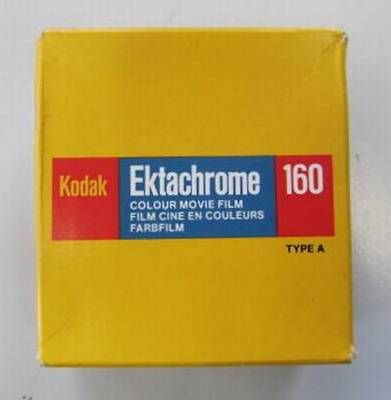 Kodak Ektachrome 160
COLOUR MOVIE FILM
FILM CINE EN COULEURS
FARBFILM
TYPE A